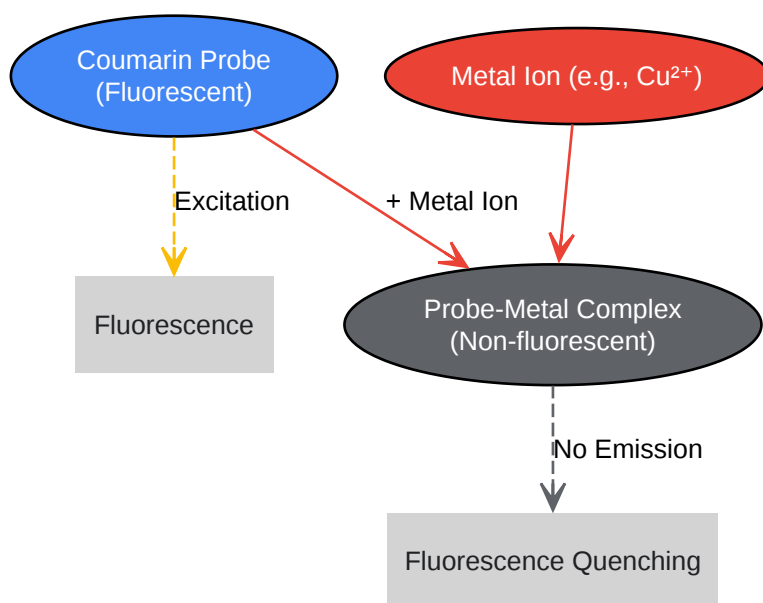 Coumarin Probe
(Fluorescent)
Metal Ion (e.g., Cu²⁺)
Excitation
+ Metal Ion
Fluorescence
Probe-Metal Complex
(Non-fluorescent)
No Emission
Fluorescence Quenching